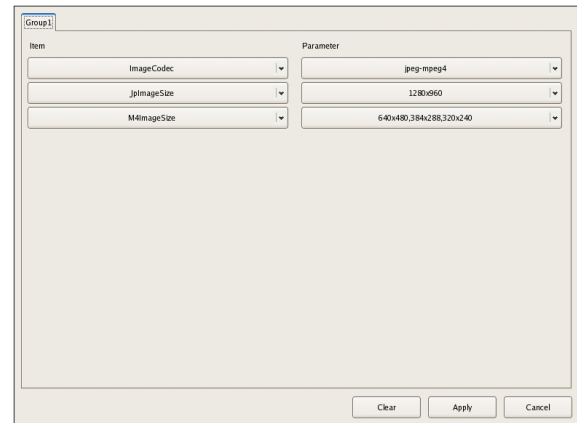 Group1
Item Parameter
ImageCodec jpeg-mpeg4
JpImageSize 1280x960
M4ImageSize 640x480,384x288,320x240
Clear Apply Cancel